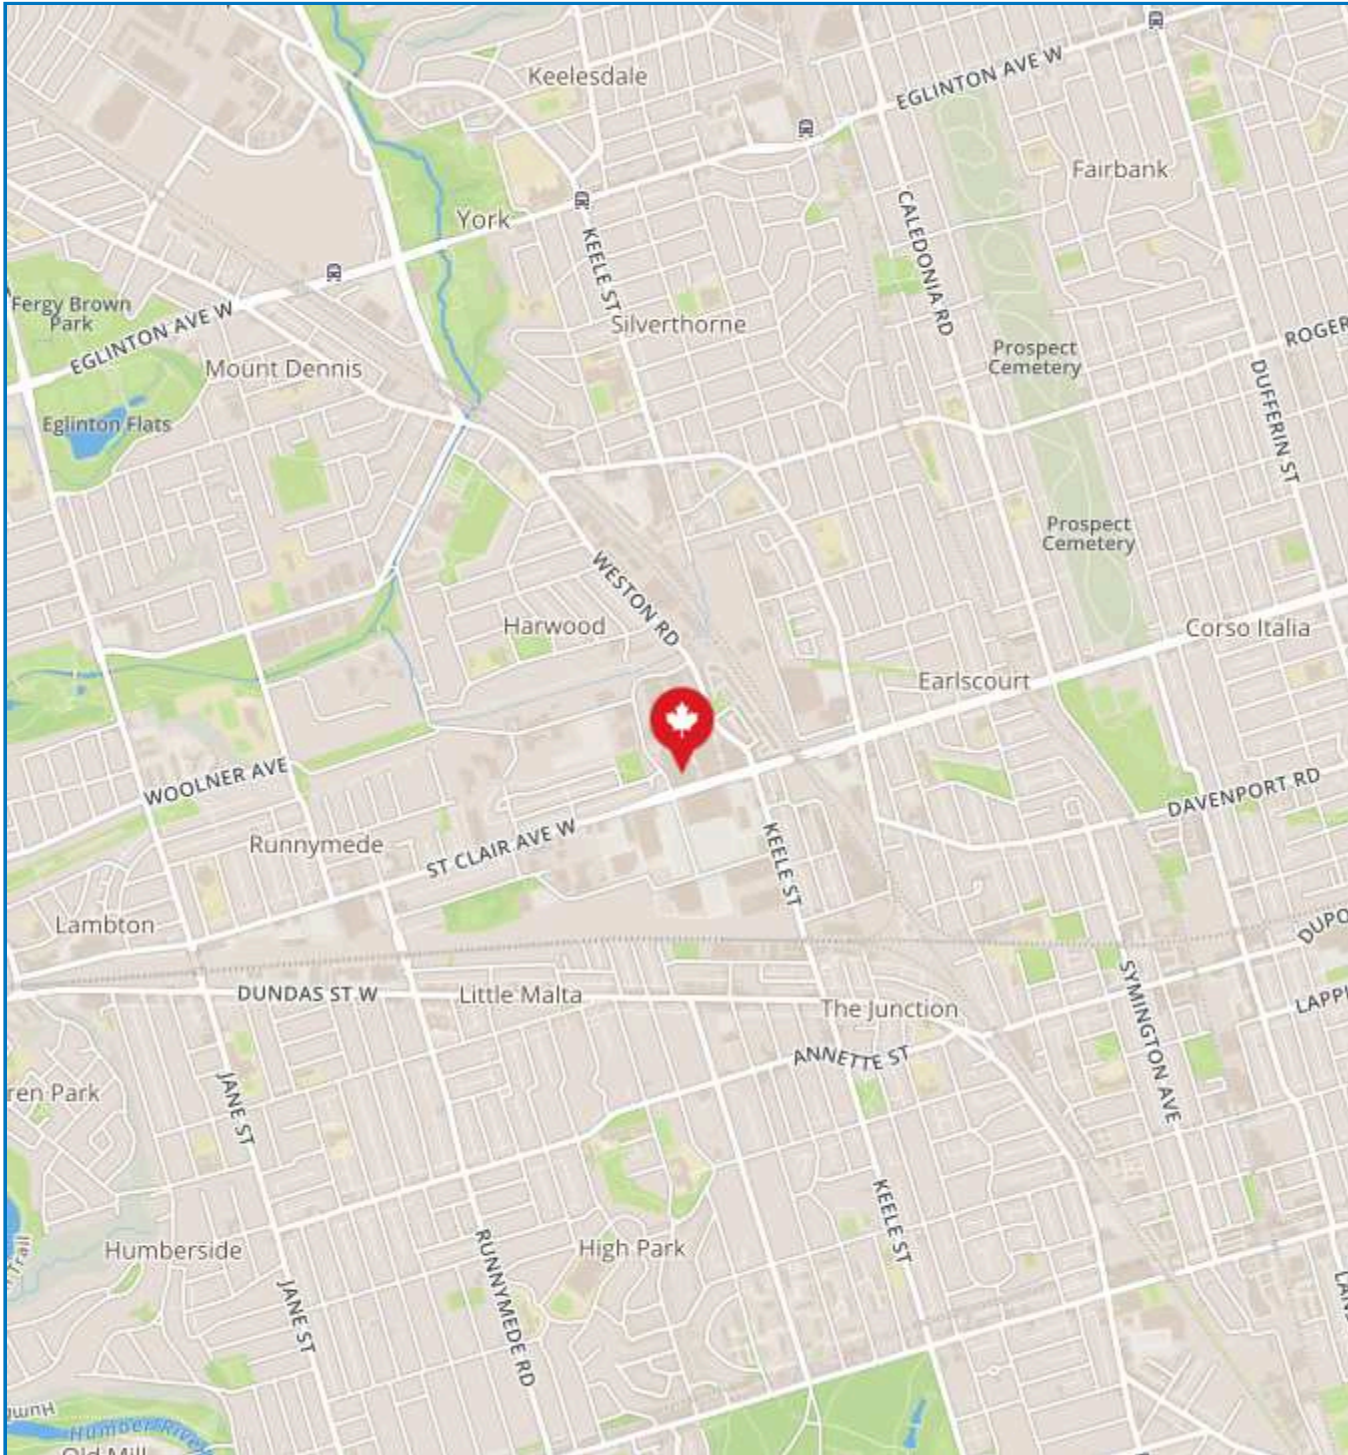 Keelesdale
EGLINTON AVE W
Fairbank
York
CALEDONIA RD
KEELE ST
Fergy Brown
Park
EGLINTON AVE W
Silverthorne
ROGER
Mount Dennis
Prospect
Cemetery
DUFFERIN ST
Eglinton Flats
Prospect
Cemetery
WESTON RD
Harwood
Corso Italia
Earlscourt
WOOLNER AVE
DAVENPORT RD
Runnymede
ST CLAIR AVE W
KEELE ST
Lambton
DUPO
SYMINGTON AVE
DUNDAS ST W
Little Malta
The Junction
LAPPI
ANNETTE ST
ren Park
JANE ST
KEELE ST
Trail
Humberside
RUNNYMEDE RD
High Park
JANE ST
LAN
Hum
Humber River
Old Mill